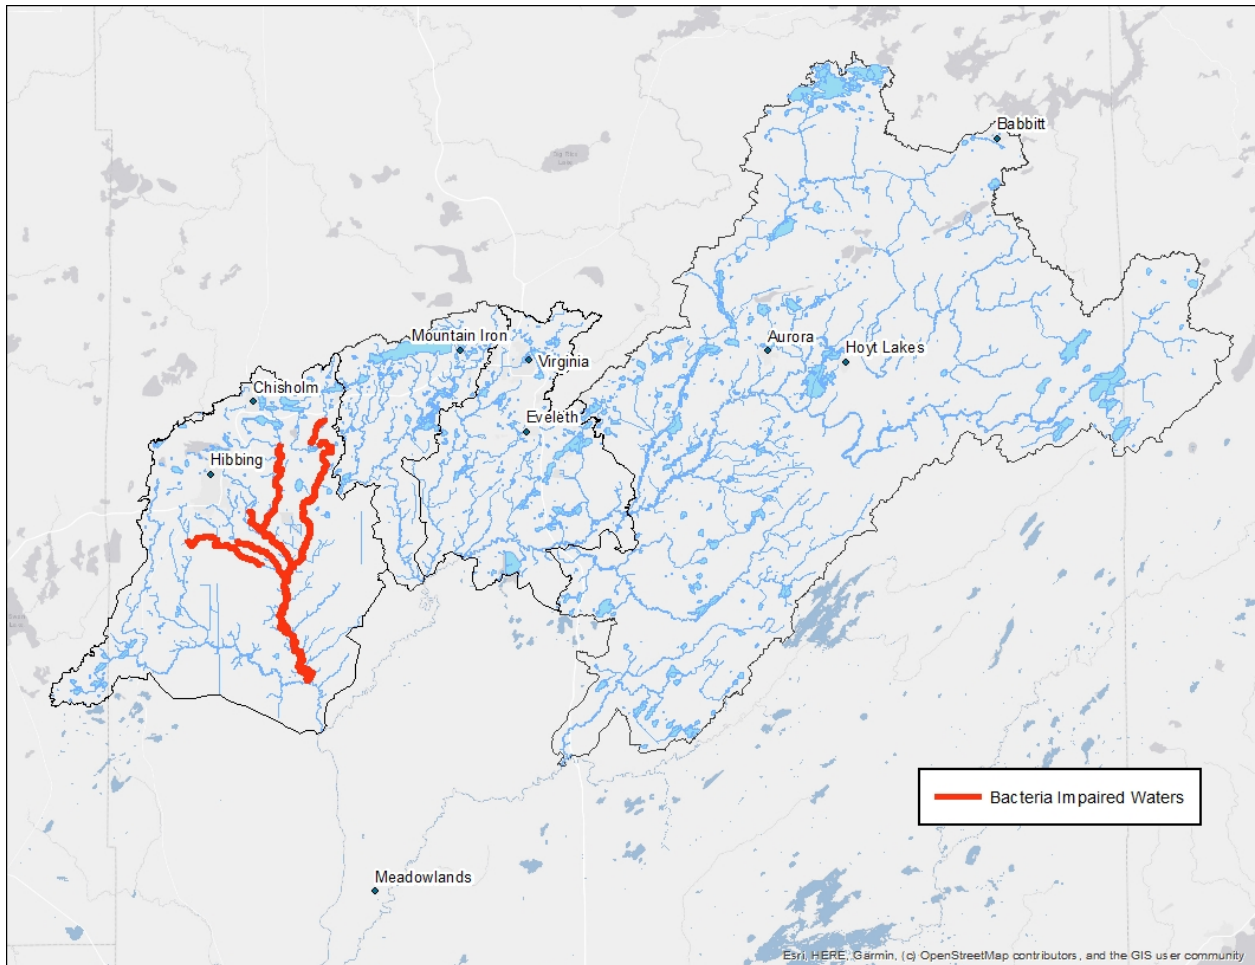 Babbitt
Mountain Iron
Aurora
Virginia
Hoyt Lakes
Chisholm
Eveleth
Hibbing
Bacteria Impaired Waters
Meadowlands
Esri, HERE, Garmin, (c) OpenStreetMap contributors, and the GIS user community